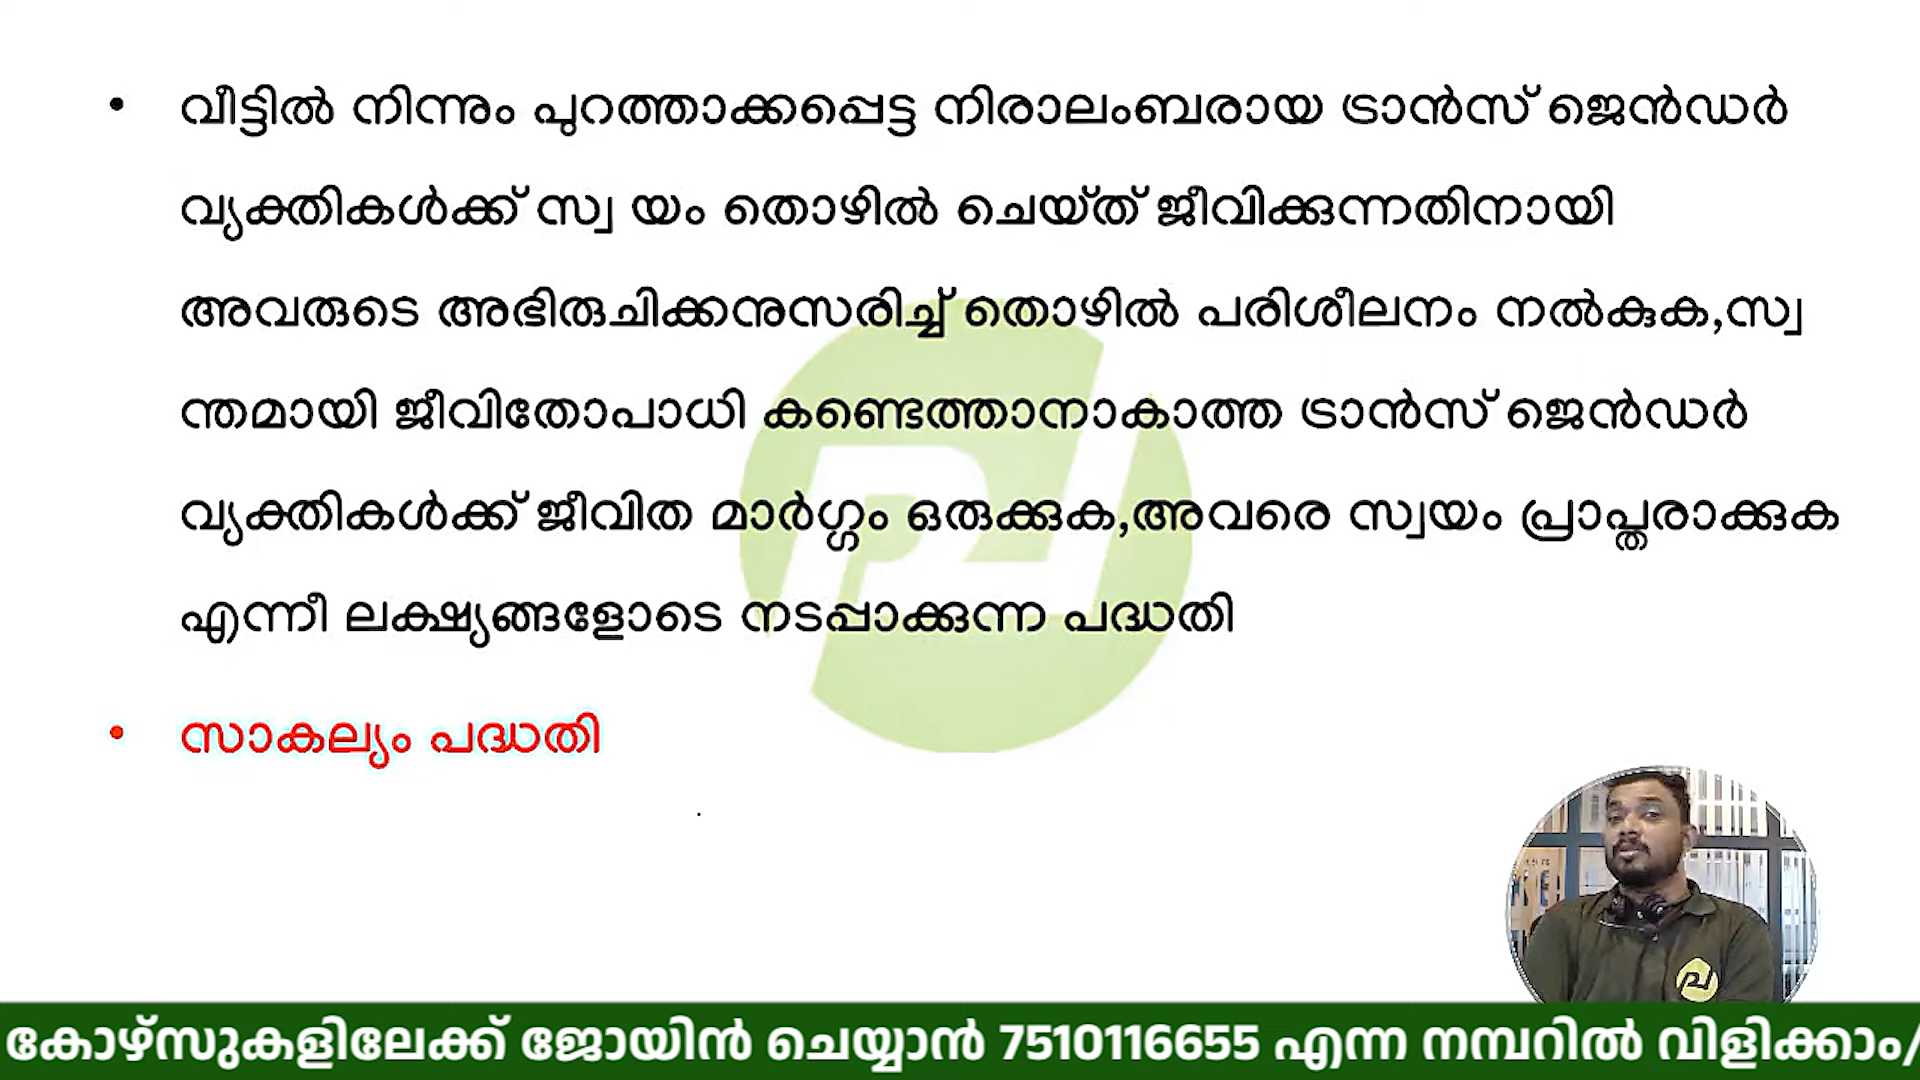 • വീട്ടിൽ നിന്നും പുറത്താക്കപ്പെട്ട നിരാലംബരായ ട്രാൻസ് ജെൻഡർ
വ്യക്തികൾക്ക് സ്വ യം തൊഴിൽ ചെയ്ത് ജീവിക്കുന്നതിനായി
അവരുടെ അഭിരുചിക്കനുസരിച്ച് തൊഴിൽ പരിശീലനം നൽകുക,സ്വ
ന്തമായി ജീവിതോപാധി കണ്ടെത്താനാകാത്ത ട്രാൻസ് ജെൻഡർ
വ്യക്തികൾക്ക് ജീവിത മാർഗ്ഗം ഒരുക്കുക,അവരെ സ്വയം പ്രാപ്തരാക്കുക
എന്നീ ലക്ഷ്യങ്ങളോടെ നടപ്പാക്കുന്ന പദ്ധതി
• സാകല്യം പദ്ധതി
കോഴ്സുകളിലേക്ക് ജോയിൻ ചെയ്യാൻ 7510116655 എന്ന നമ്പറിൽ വിളിക്കാം/